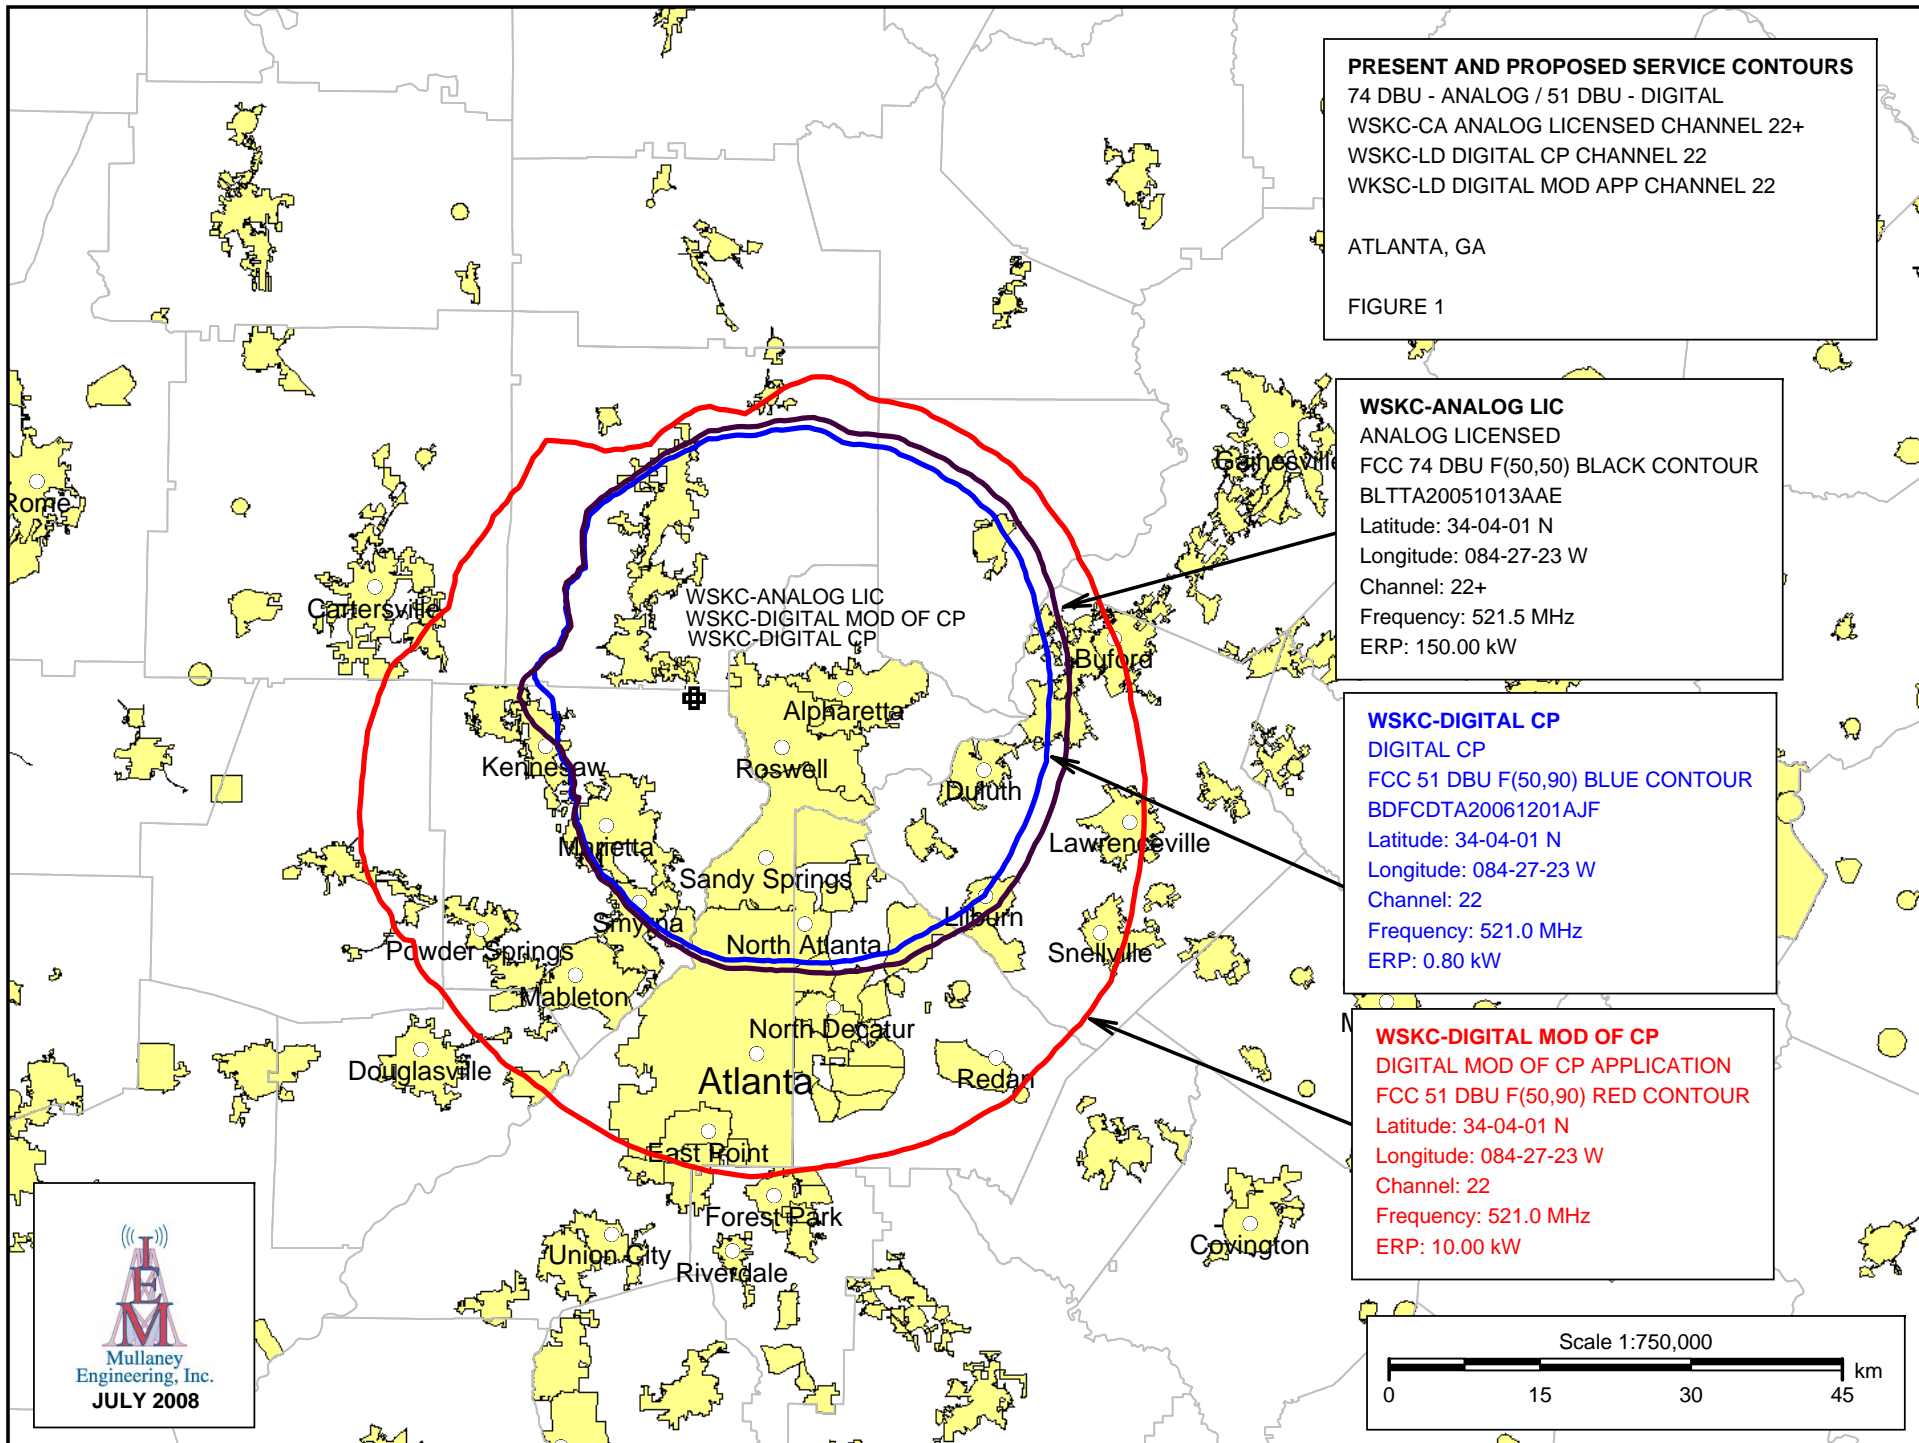 PRESENT AND PROPOSED SERVICE CONTOURS
74 DBU - ANALOG / 51 DBU - DIGITAL
WSKC-CA ANALOG LICENSED CHANNEL 22+
WSKC-LD DIGITAL CP CHANNEL 22
WKSC-LD DIGITAL MOD APP CHANNEL 22
ATLANTA, GA
FIGURE 1
WSKC-ANALOG LIC
ANALOG LICENSED
FCC 74 DBU F(50,50) BLACK CONTOUR
BLTTA20051013AAE
Latitude: 34-04-01 N
Longitude: 084-27-23 W
Channel: 22+
Frequency: 521.5 MHz
ERP: 150.00 kW
WSKC-DIGITAL CP
DIGITAL CP
FCC 51 DBU F(50,90) BLUE CONTOUR
BDFCDTA20061201AJF
Latitude: 34-04-01 N
Longitude: 084-27-23 W
Channel: 22
Frequency: 521.0 MHz
ERP: 0.80 kW
WSKC-DIGITAL MOD OF CP
DIGITAL MOD OF CP APPLICATION
FCC 51 DBU F(50,90) RED CONTOUR
Latitude: 34-04-01 N
Longitude: 084-27-23 W
Channel: 22
Frequency: 521.0 MHz
ERP: 10.00 kW
Gainesville
Rome
Cartersville
WSKC-ANALOG LIC
WSKC-DIGITAL MOD OF CP
WSKC-DIGITAL CP
Buford
Alpharetta
Kennesaw
Roswell
Duluth
Marietta
Lawrenceville
Sandy Springs
Smyrna
Lilburn
Powder Springs
North Atlanta
Snellville
Mableton
North Decatur
Douglasville
Atlanta
Redan
East Point
Forest Park
Union City
Riverdale
Covington
IEM
Mullaney
Engineering, Inc.
JULY 2008
Scale 1:750,000
km
0 15 30 45